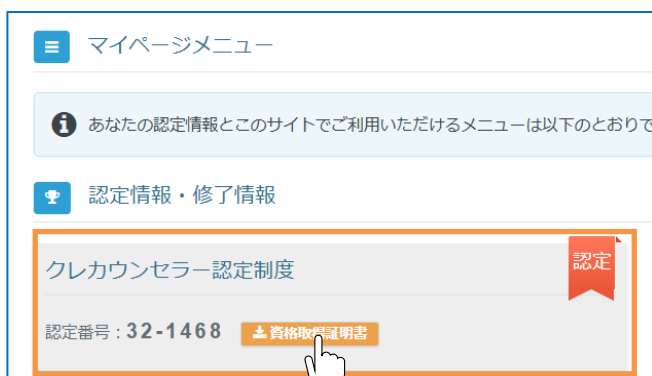 マイページメニュー
あなたの認定情報とこのサイトでご利用いただけるメニューは以下のとおりで
認定情報・修了情報
認定
クレカウンセラー認定制度
認定番号：32-1468 資格取得証明書